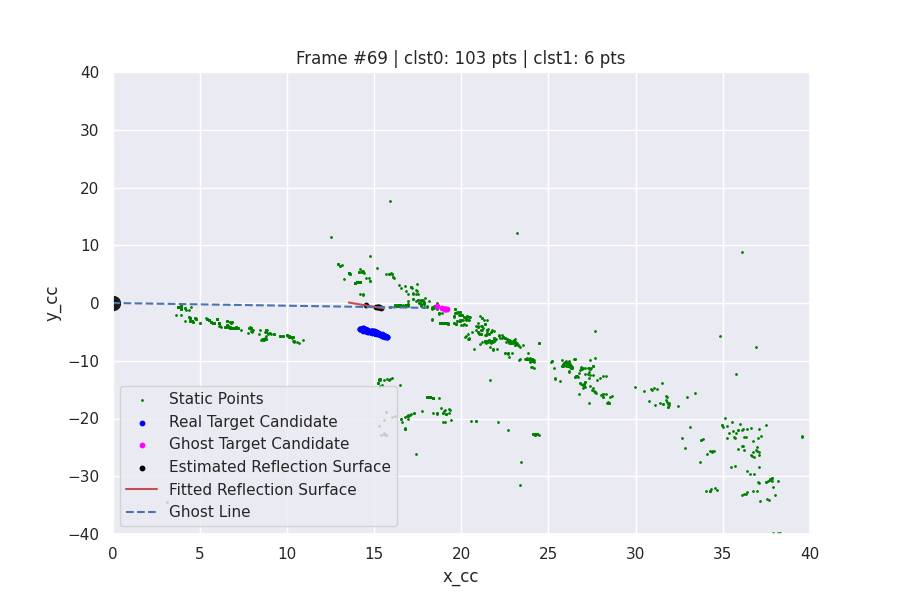 Frame #69 | clst0: 103 pts | clst1: 6 pts
40
30
20
10
0
−10
−20
−30
−40
y_cc
Static Points
Real Target Candidate
Ghost Target Candidate
Estimated Reflection Surface
Fitted Reflection Surface
Ghost Line
0 5 10 15 20 25 30 35 40
x_cc